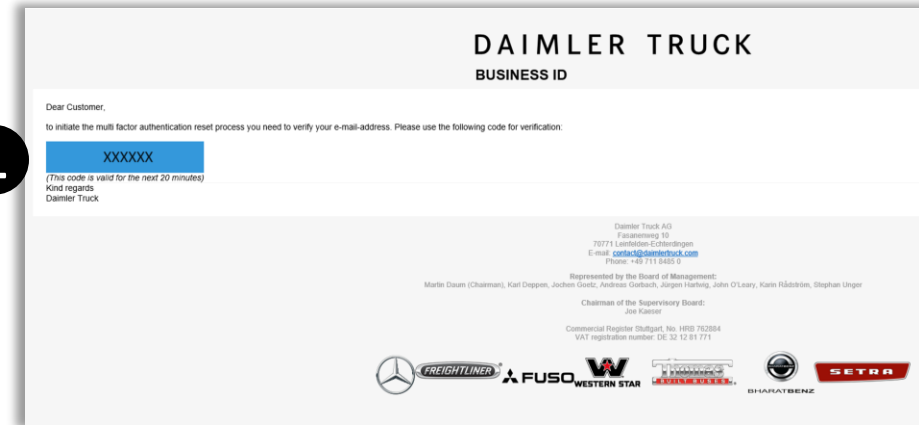 DAIMLER TRUCK
BUSINESS ID
Dear Customer,
to initiate the multi factor authentication reset process you need to verify your e-mail-address. Please use the following code for verification:
XXXXXX
(This code is valid for the next 20 minutes)
Kind regards
Daimler Truck
Daimler Truck AG
Fasanenweg 10
70771 Leinfelden-Echterdingen
E-mail: contact@daimlertruck.com
Phone: +49 711 8485 0
Represented by the Board of Management:
Martin Daum (Chairman), Karl Deppen, Jochen Goetz, Andreas Gorbach, Jürgen Hartwig, John O'Leary, Karin Rådström, Stephan Unger
Chairman of the Supervisory Board:
Joe Kaeser
Commercial Register Stuttgart, No. HRB 762884
VAT registration number: DE 32 12 81 771
FREIGHTLINER
FUSO
WESTERN STAR
THOMAS
BUILT BUSES
BHARATBENZ
SETRA